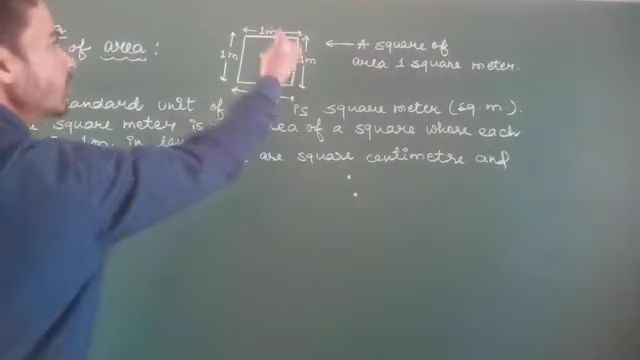 of area :
1m
1m
1m
← A square of
area 1 square meter.
standard unit of is square meter (sq.m).
square meter is area of a square whose each
1m in
are square centimetre and